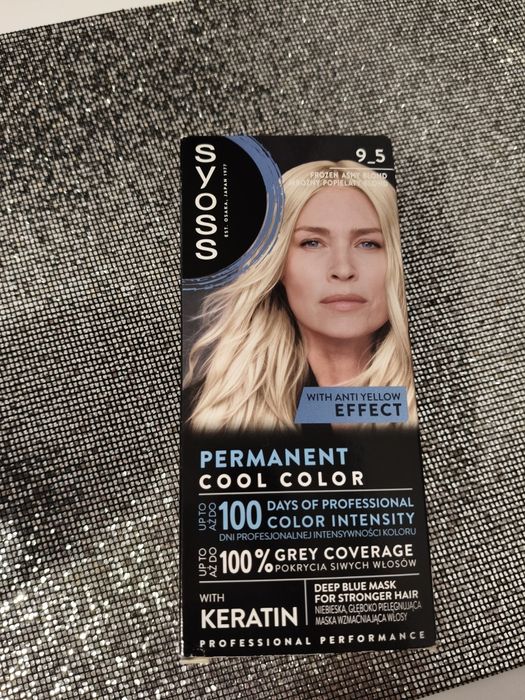 SYOSS
EST. OSAKA, JAPAN 1977
9_5
FROZEN ASHY BLOND
MROŹNY POPIELATY BLOND
WITH ANTI YELLOW
EFFECT
PERMANENT
COOL COLOR
UP TO
AŻ DO
100 DAYS OF PROFESSIONAL
COLOR INTENSITY
DNI PROFESJONALNEJ INTENSYWNOŚCI KOLORU
UP TO
AŻ DO
100% GREY COVERAGE
POKRYCIA SIWYCH WŁOSÓW
WITH
KERATIN
DEEP BLUE MASK
FOR STRONGER HAIR
NIEBIESKA, GŁĘBOKO PIELĘGNUJĄCA
MASKA WZMACNIAJĄCA WŁOSY
PROFESSIONAL PERFORMANCE